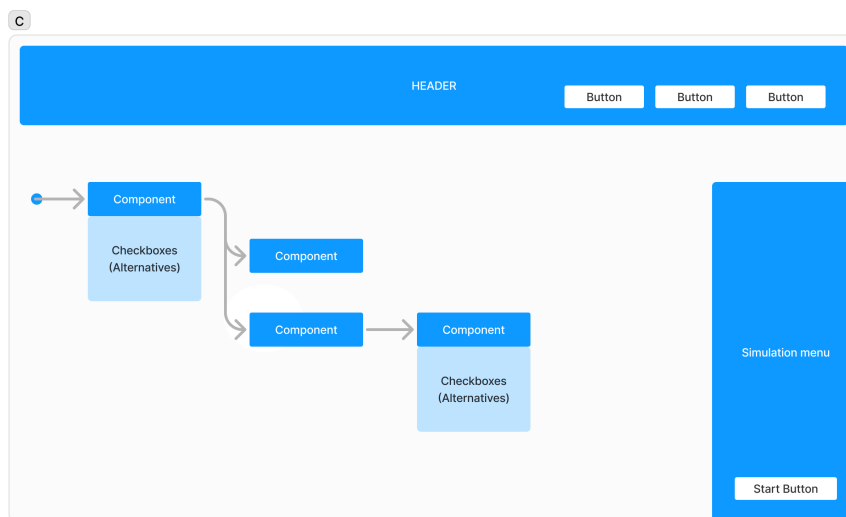 C
HEADER
Button
Button
Button
Component
Checkboxes
(Alternatives)
Component
Component
Component
Checkboxes
(Alternatives)
Simulation menu
Start Button